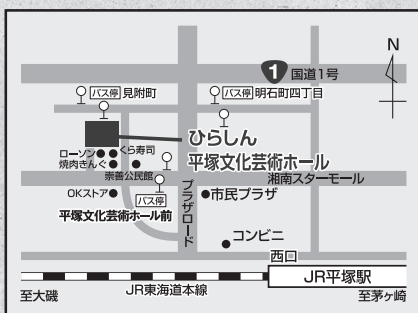 N
1 国道1号
バス停 見附町
バス停 明石町四丁目
ひらしん
平塚文化芸術ホール
ローソン
くら寿司
焼肉きんぐ
崇善公民館
湘南スターモール
OKストア
バス停
平塚文化芸術ホール前
プラザロード
市民プラザ
コンビニ
西口
JR平塚駅
至大磯
JR東海道本線
至茅ヶ崎